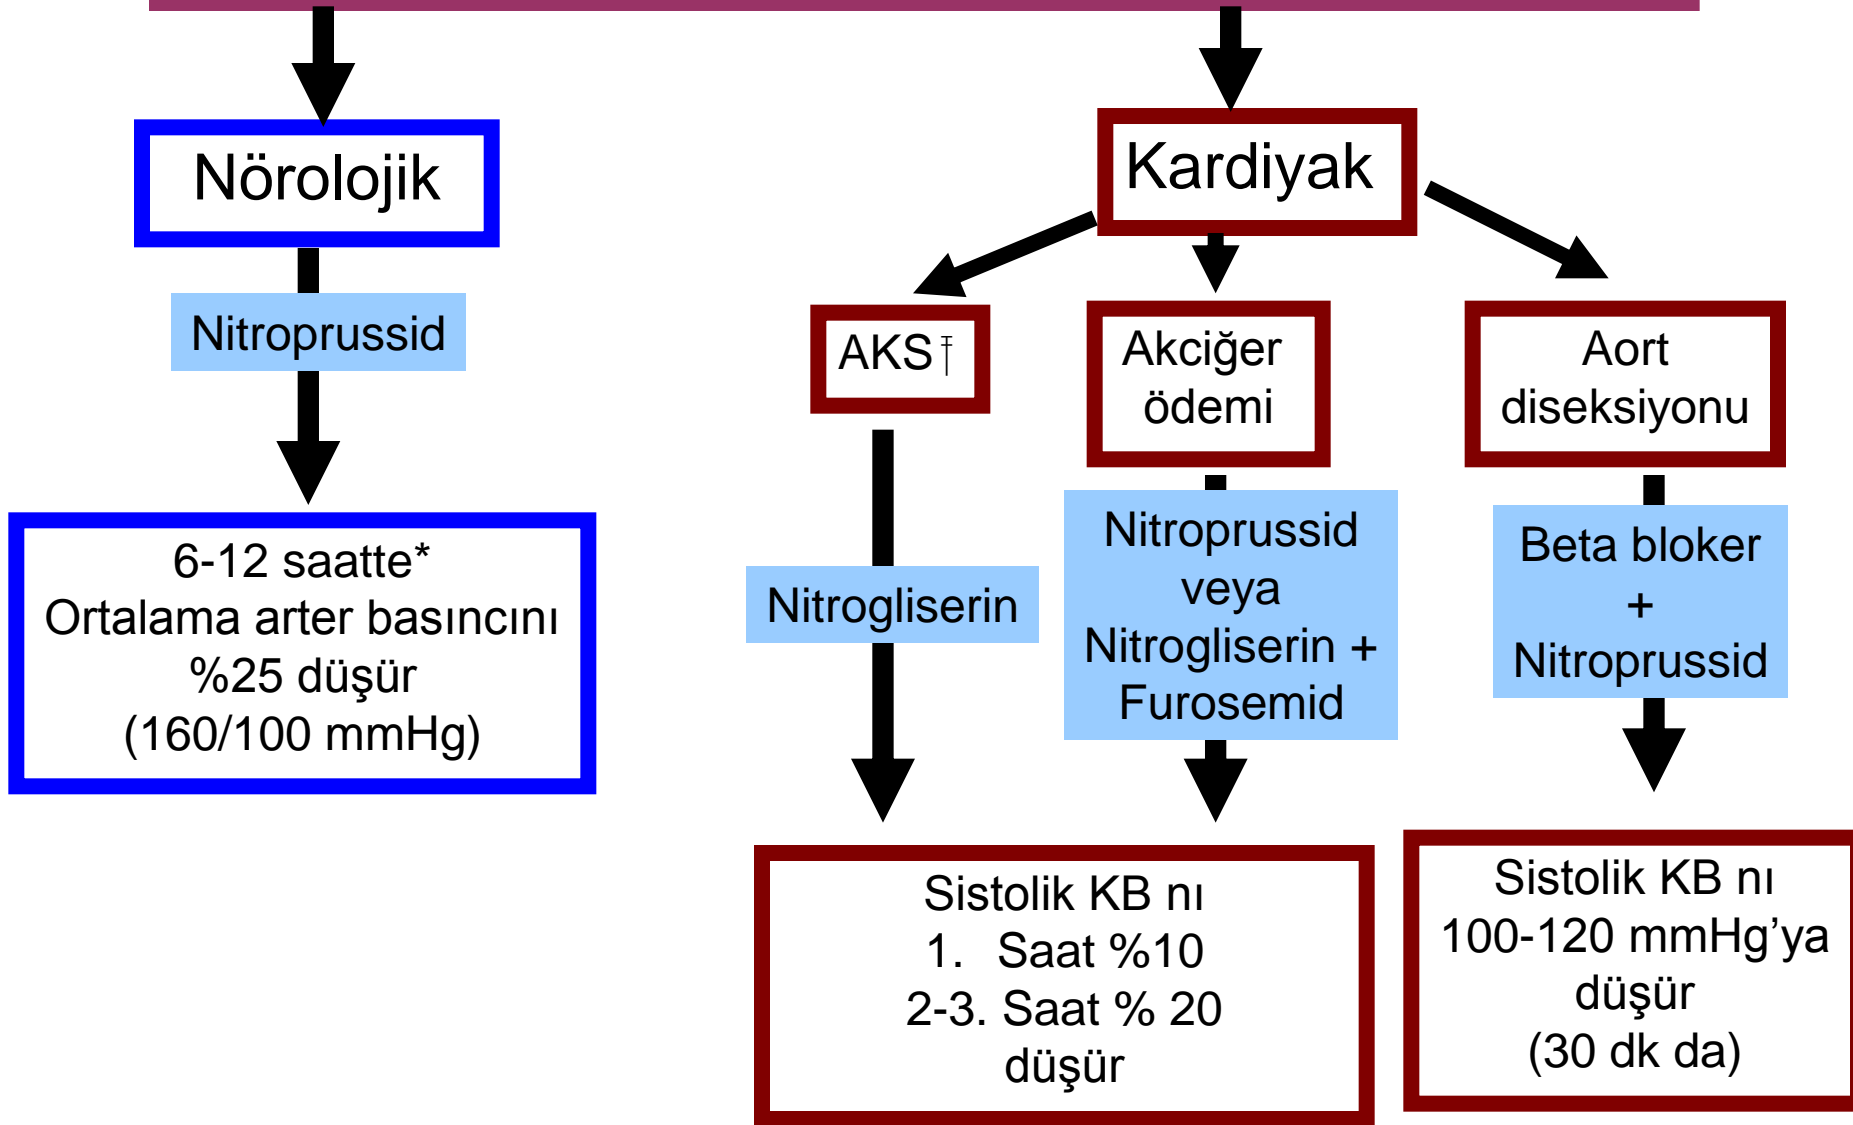 Nörolojik
Kardiyak
Nitroprussid
AKS†
Akciğer
ödemi
Aort
diseksiyonu
6-12 saatte*
Ortalama arter basıncını
%25 düşür
(160/100 mmHg)
Nitrogliserin
Nitroprussid
veya
Nitrogliserin +
Furosemid
Beta bloker
+
Nitroprussid
Sistolik KB nı
1. Saat %10
2-3. Saat % 20
düşür
Sistolik KB nı
100-120 mmHg’ya
düşür
(30 dk da)